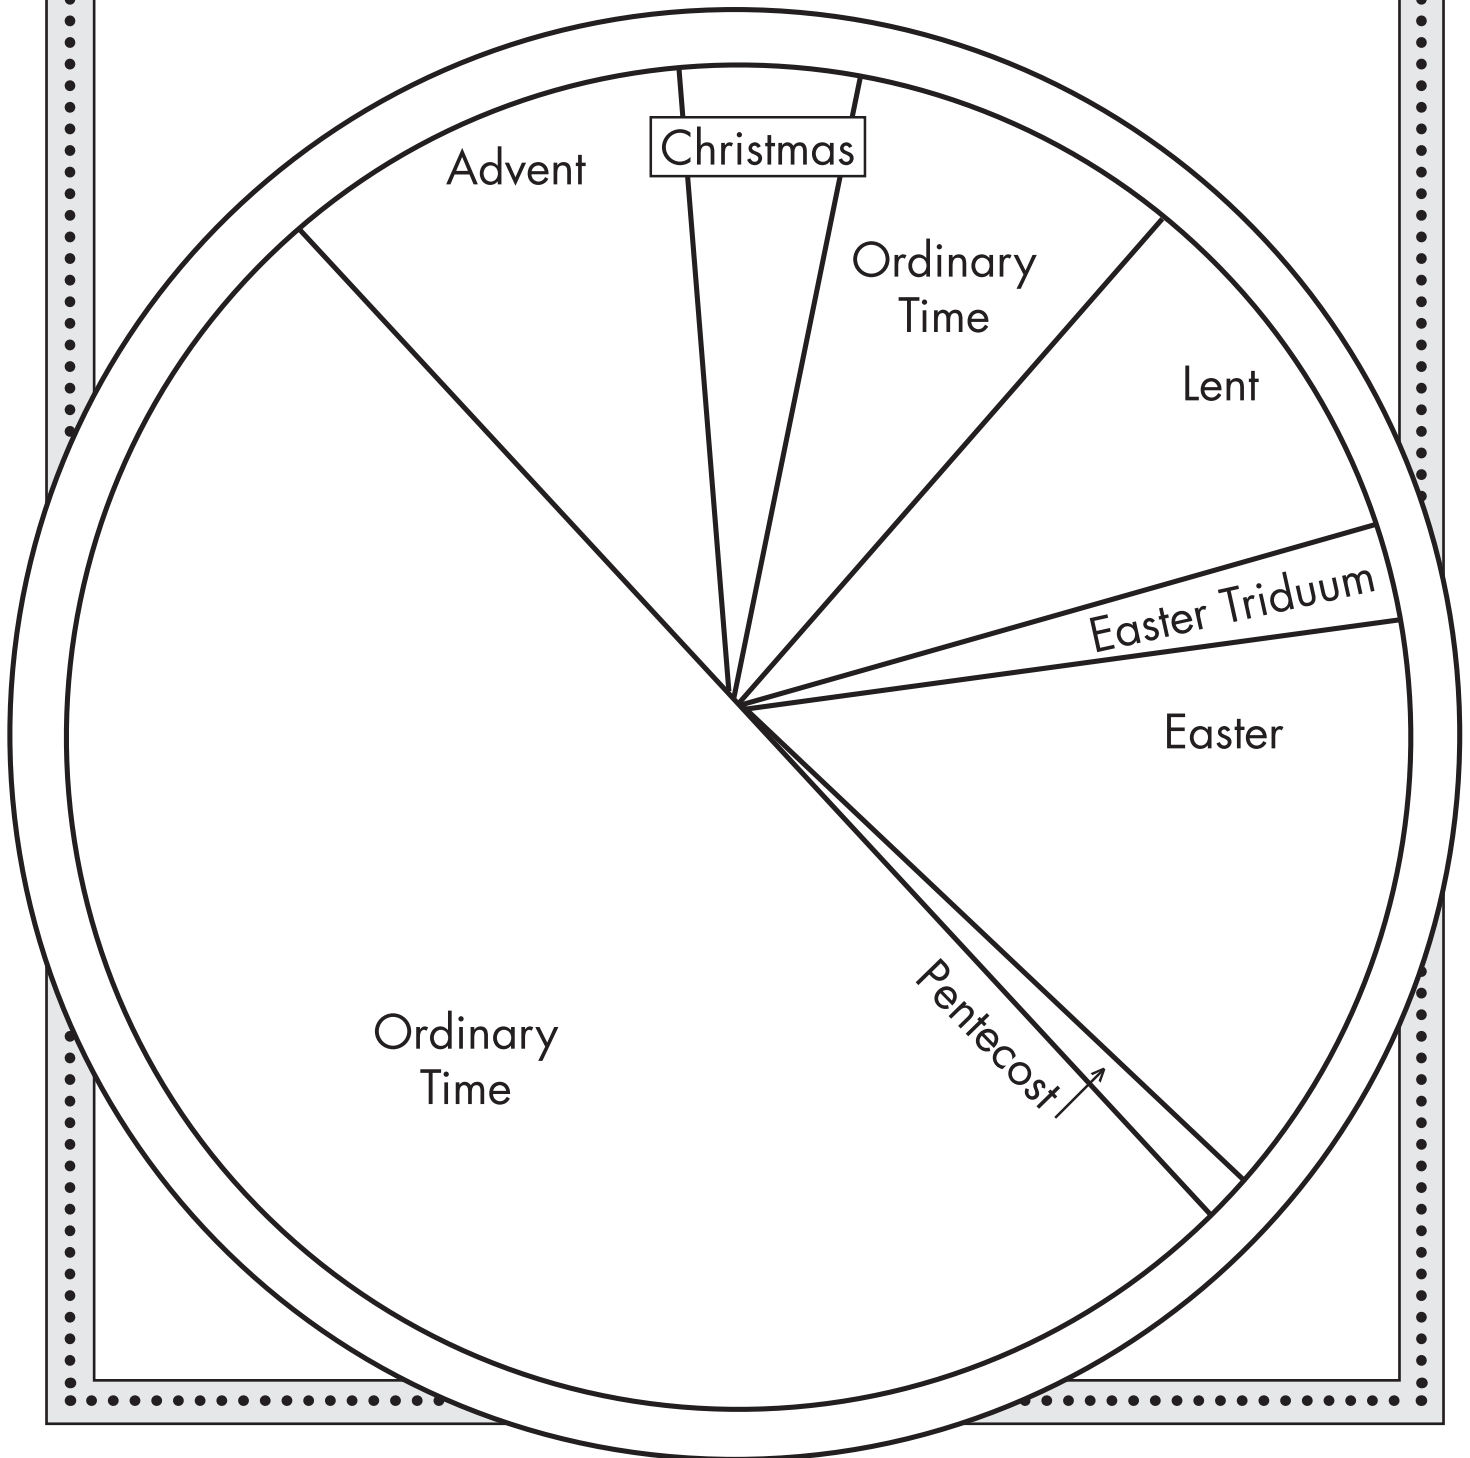 Christmas
Advent
Ordinary
Time
Lent
Easter Triduum
Easter
Pentecost
Ordinary
Time